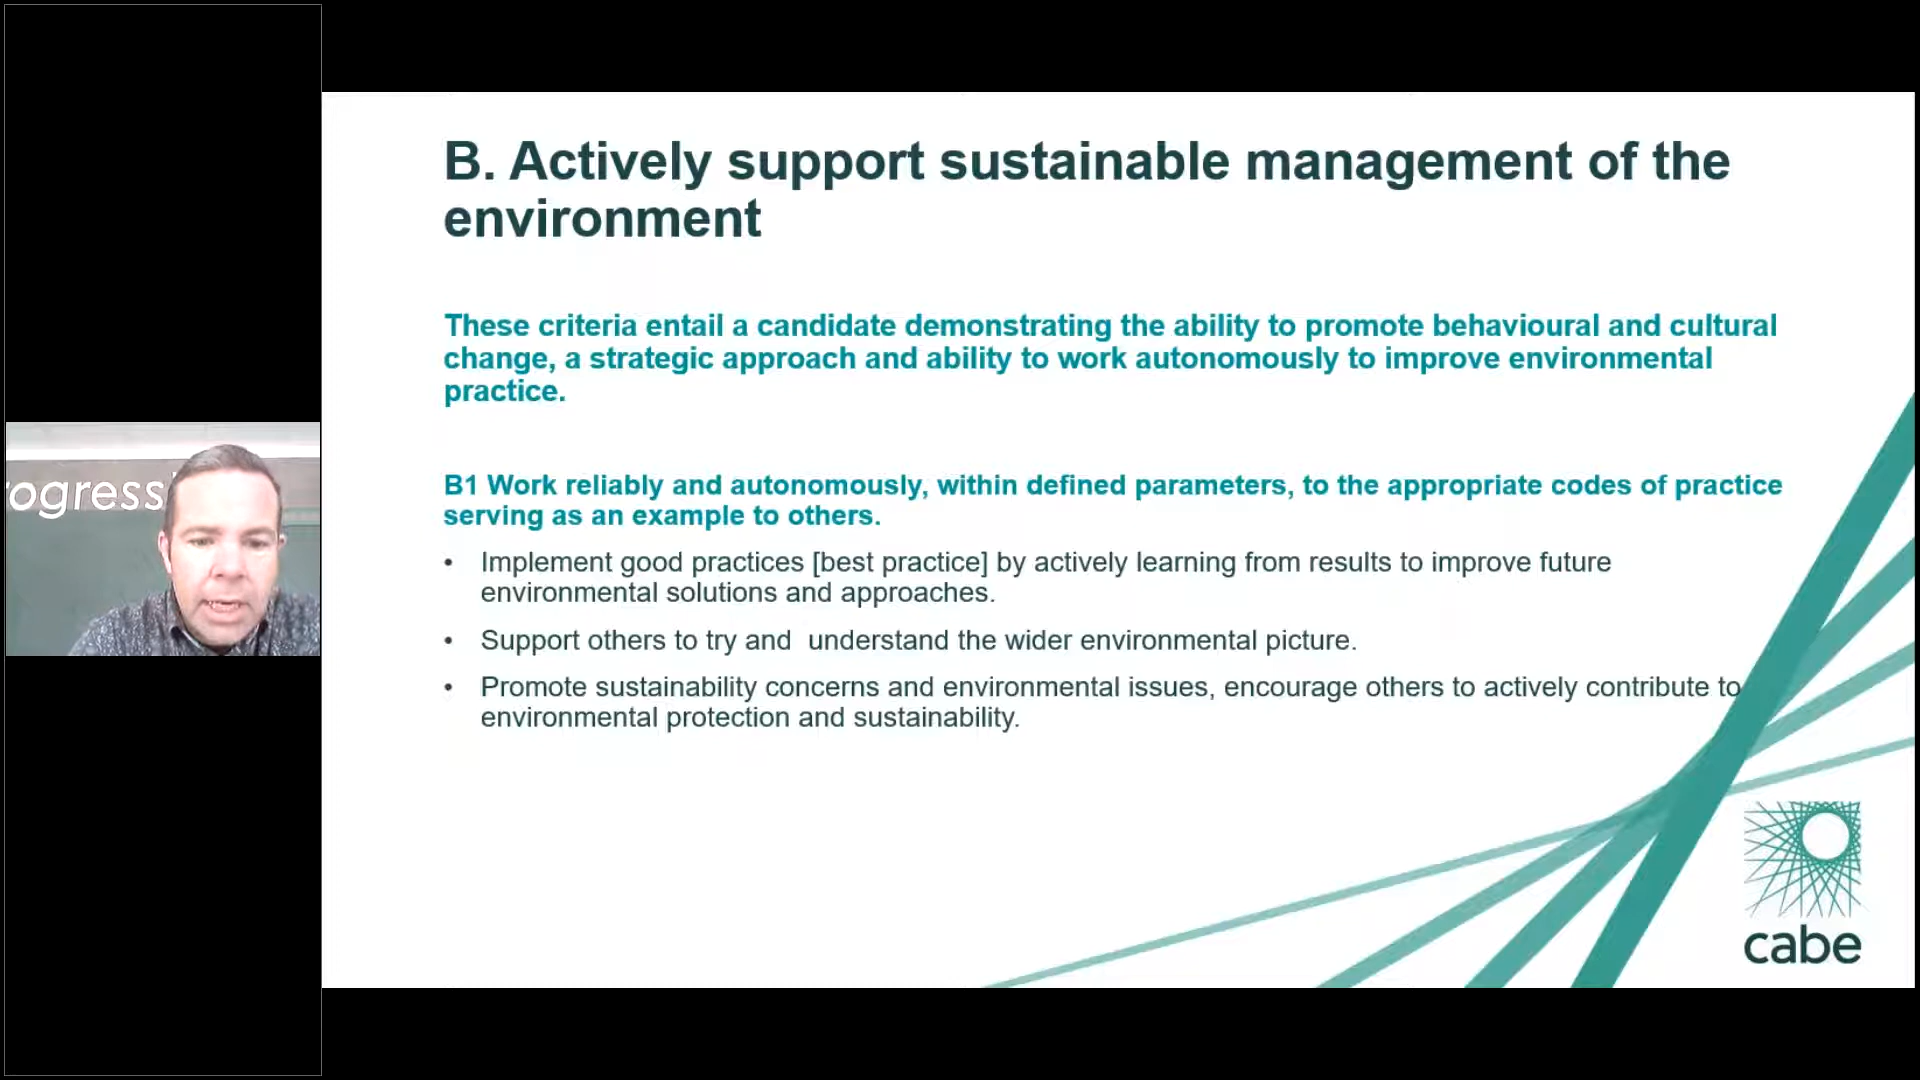 B. Actively support sustainable management of the
environment
These criteria entail a candidate demonstrating the ability to promote behavioural and cultural
change, a strategic approach and ability to work autonomously to improve environmental
practice.
ogress
B1 Work reliably and autonomously, within defined parameters, to the appropriate codes of practice
serving as an example to others.
• Implement good practices [best practice] by actively learning from results to improve future
environmental solutions and approaches.
• Support others to try and  understand the wider environmental picture.
• Promote sustainability concerns and environmental issues, encourage others to actively contribute to
environmental protection and sustainability.
cabe